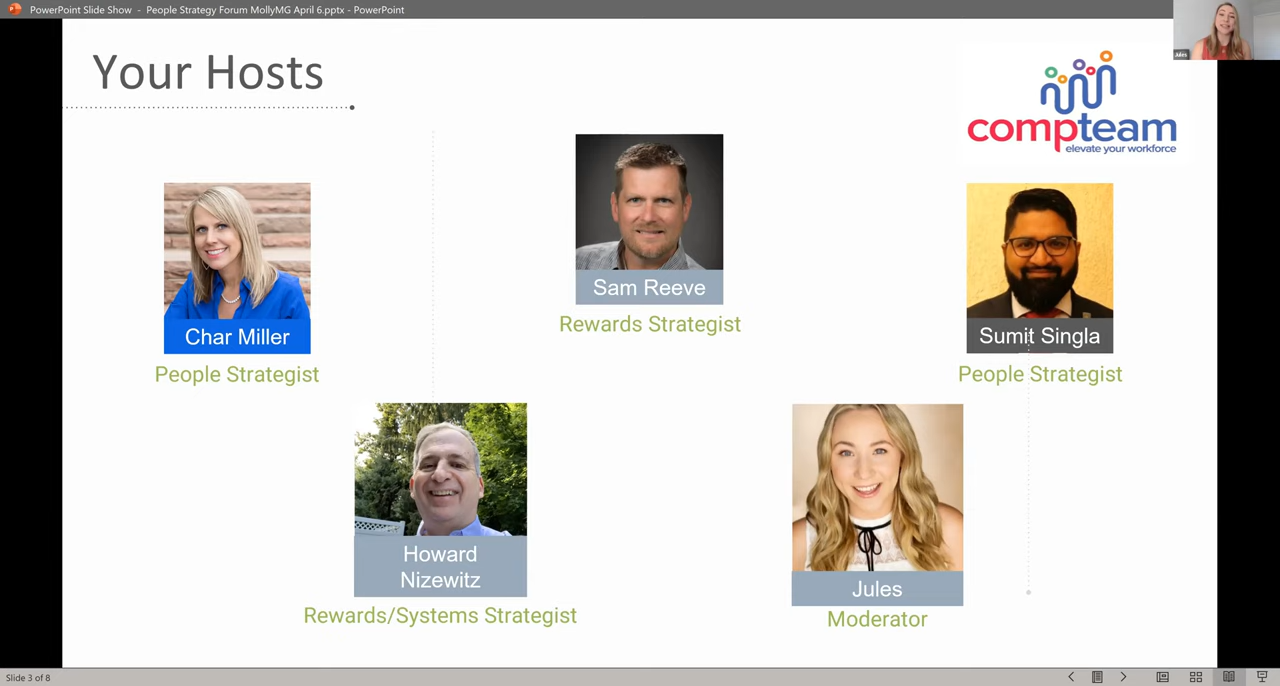 PowerPoint Slide Show - People Strategy Forum MollyMG April 6.pptx - PowerPoint
Jules
Your Hosts
compteam
elevate your workforce
Char Miller
People Strategist
Sam Reeve
Rewards Strategist
Sumit Singla
People Strategist
Howard
Nizewitz
Rewards/Systems Strategist
Jules
Moderator
Slide 3 of 8